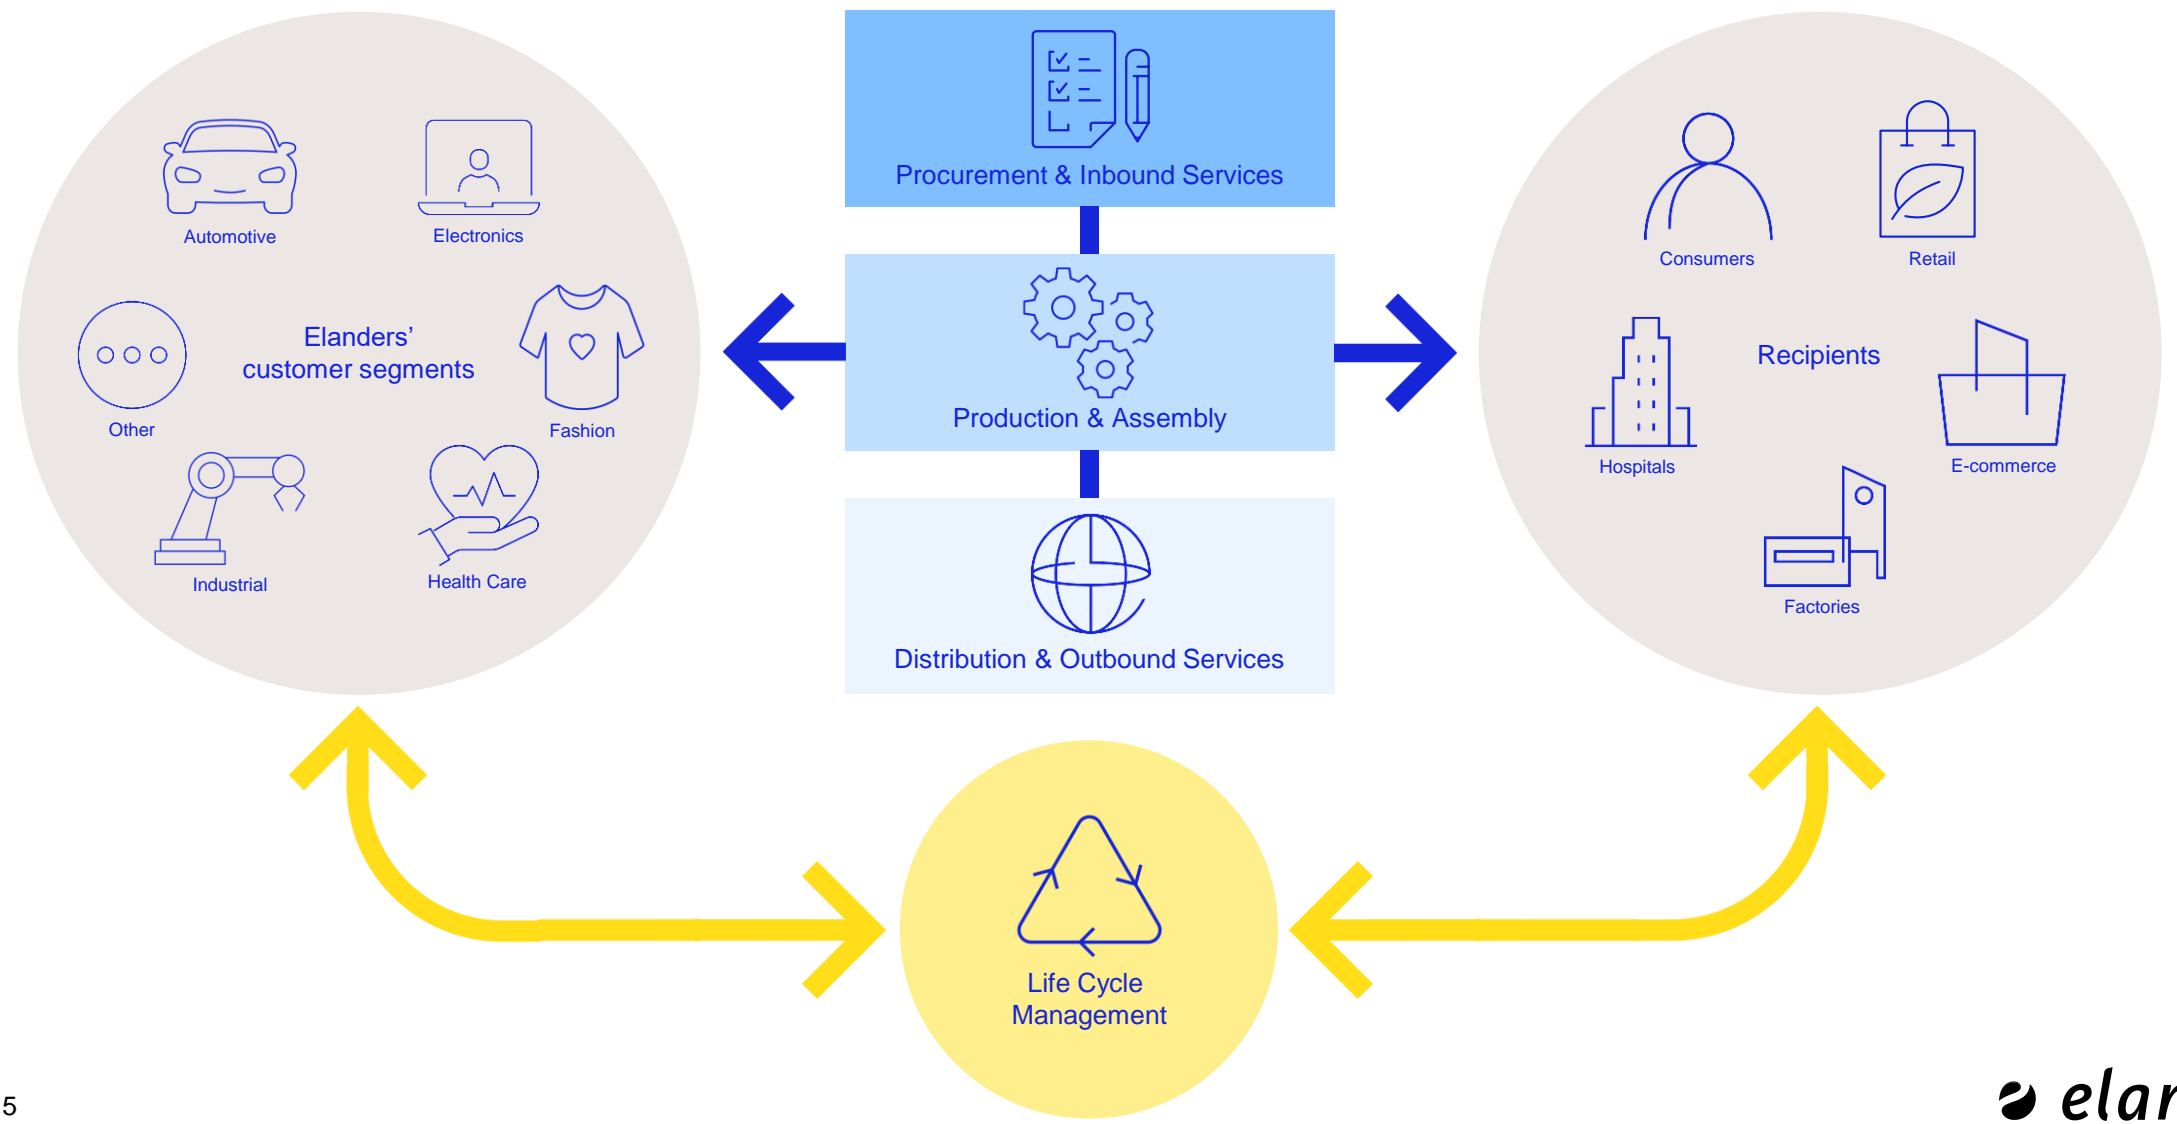 Automotive
Electronics
Other
Elanders’
customer segments
Fashion
Industrial
Health Care
Procurement & Inbound Services
Production & Assembly
Distribution & Outbound Services
Consumers
Retail
Hospitals
Recipients
E-commerce
Factories
Life Cycle
Management
5